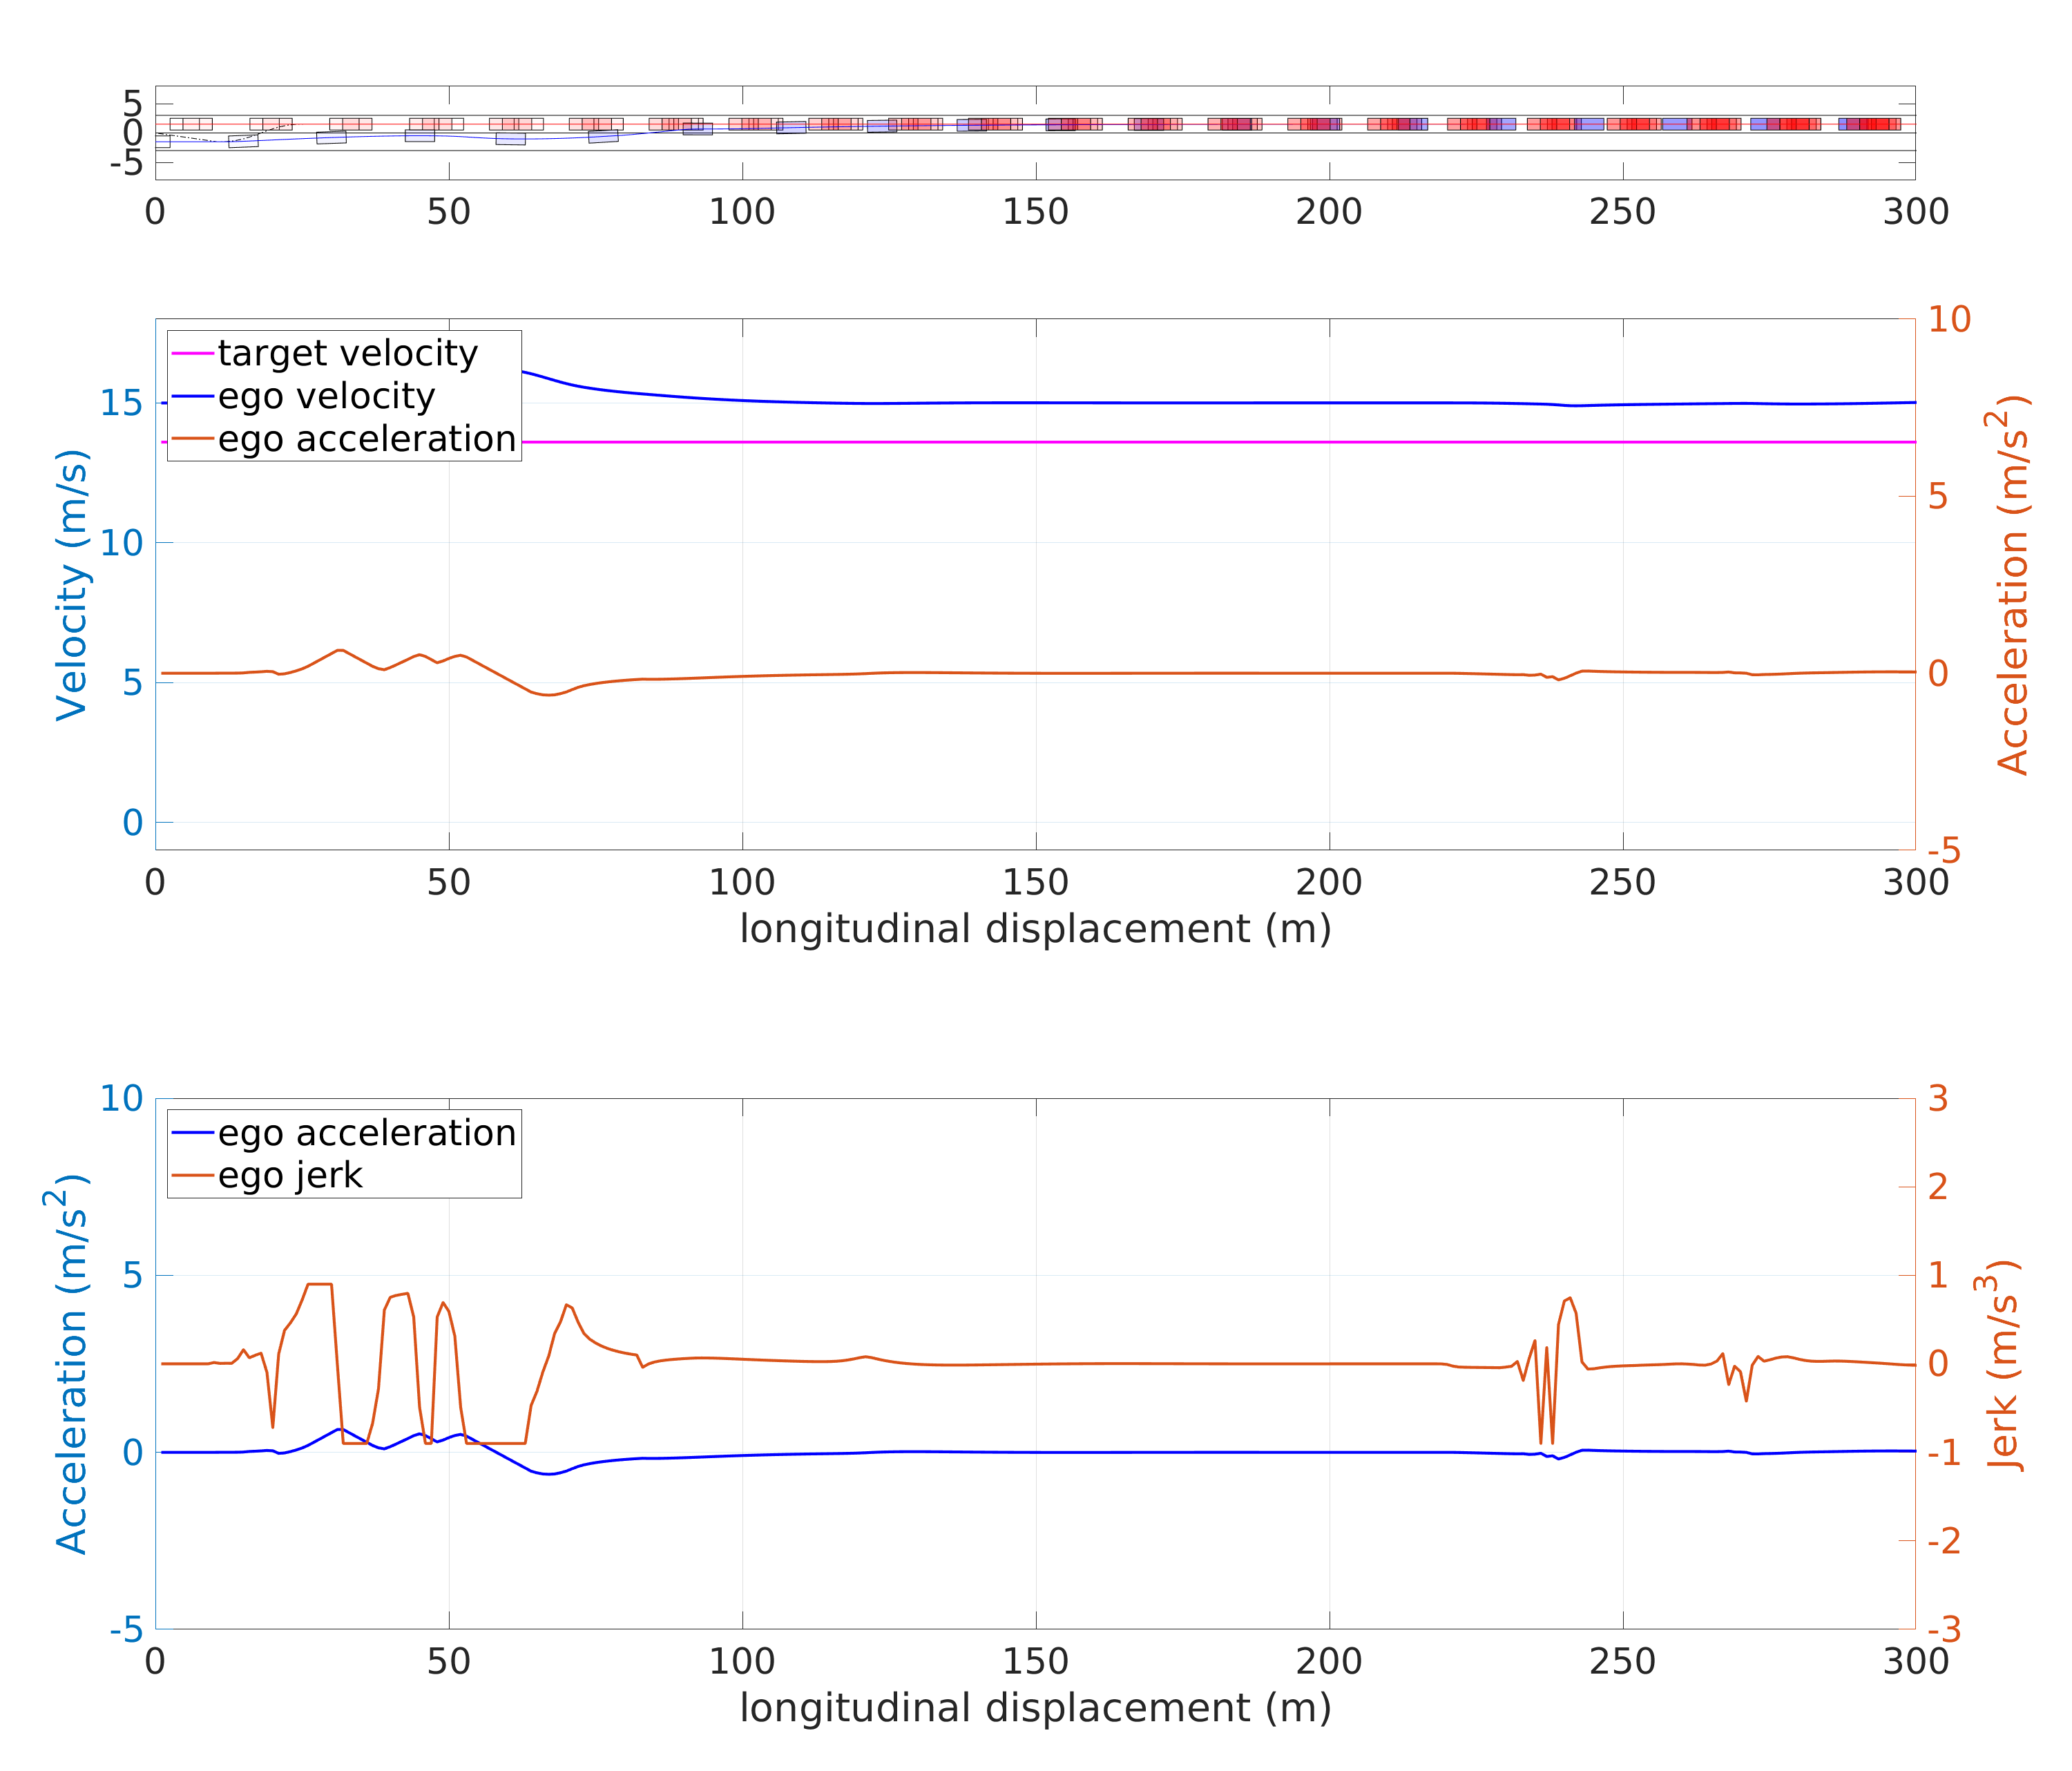 5
0
-5
0 50 100 150 200 250 300
target velocity
ego velocity
ego acceleration
15
10
5
0
Velocity (m/s)
10
5
0
-5
Acceleration (m/s²)
0 50 100 150 200 250 300
longitudinal displacement (m)
ego acceleration
ego jerk
10
5
0
-5
Acceleration (m/s²)
3
2
1
0
-1
-2
-3
Jerk (m/s³)
0 50 100 150 200 250 300
longitudinal displacement (m)